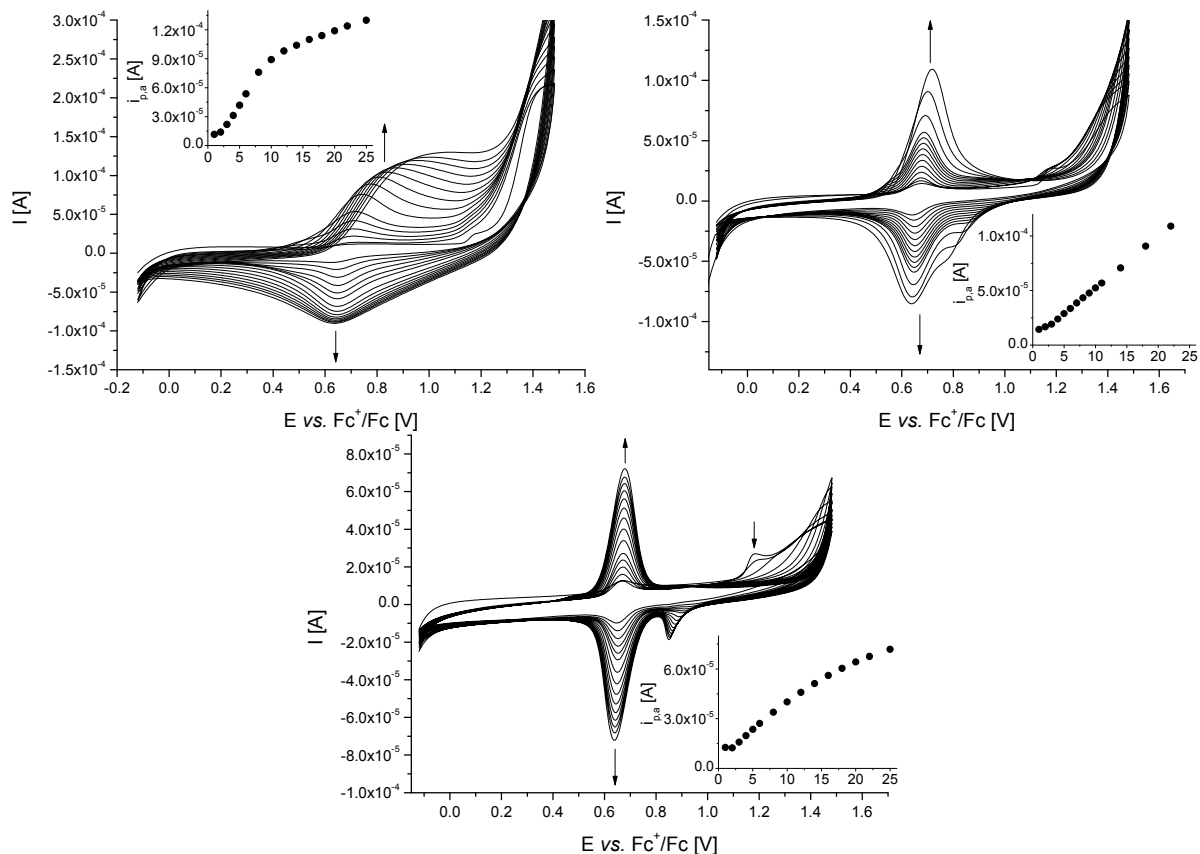 3.0x10⁻⁴
2.5x10⁻⁴
2.0x10⁻⁴
1.5x10⁻⁴
1.0x10⁻⁴
5.0x10⁻⁵
0.0
-5.0x10⁻⁵
-1.0x10⁻⁴
-1.5x10⁻⁴
I [A]
-0.2 0.0 0.2 0.4 0.6 0.8 1.0 1.2 1.4 1.6
E vs. Fc⁺/Fc [V]
1.2x10⁻⁴
9.0x10⁻⁵
6.0x10⁻⁵
3.0x10⁻⁵
0.0
i p,a [A]
0 5 10 15 20 25
1.5x10⁻⁴
1.0x10⁻⁴
5.0x10⁻⁵
0.0
-5.0x10⁻⁵
-1.0x10⁻⁴
I [A]
0.0 0.2 0.4 0.6 0.8 1.0 1.2 1.4 1.6
E vs. Fc⁺/Fc [V]
1.0x10⁻⁴
5.0x10⁻⁵
0.0
i p,a [A]
0 5 10 15 20 25
8.0x10⁻⁵
6.0x10⁻⁵
4.0x10⁻⁵
2.0x10⁻⁵
0.0
-2.0x10⁻⁵
-4.0x10⁻⁵
-6.0x10⁻⁵
-8.0x10⁻⁵
-1.0x10⁻⁴
I [A]
0.0 0.2 0.4 0.6 0.8 1.0 1.2 1.4 1.6
E vs. Fc⁺/Fc [V]
6.0x10⁻⁵
3.0x10⁻⁵
0.0
i p,a [A]
0 5 10 15 20 25